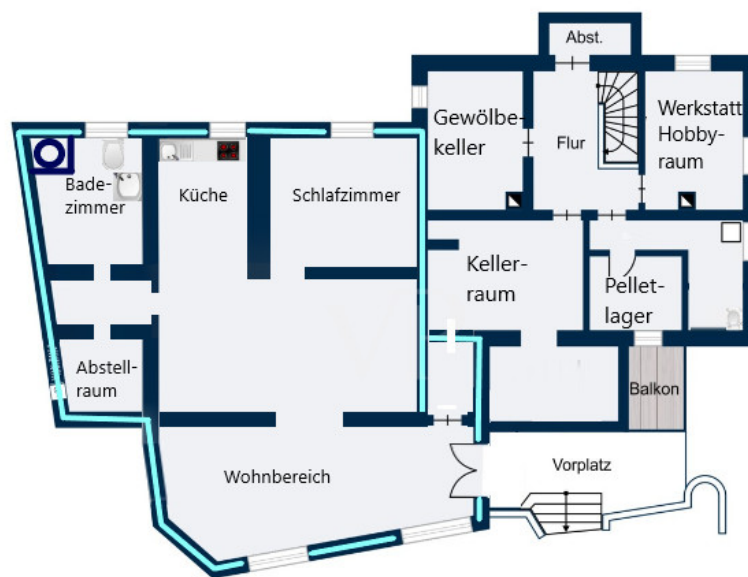 Abst.
Gewölbe-
keller
Flur
Werkstatt
Hobby-
raum
Bade-
zimmer
Küche
Schlafzimmer
Keller-
raum
Pellet-
lager
Abstell-
raum
Balkon
Wohnbereich
Vorplatz